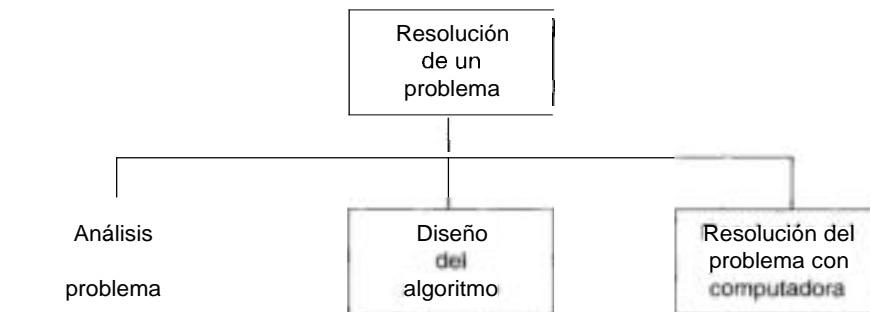 Resolución
de un
problema
Análisis
problema
Diseño
del
algoritmo
Resolución del
problema con
computadora